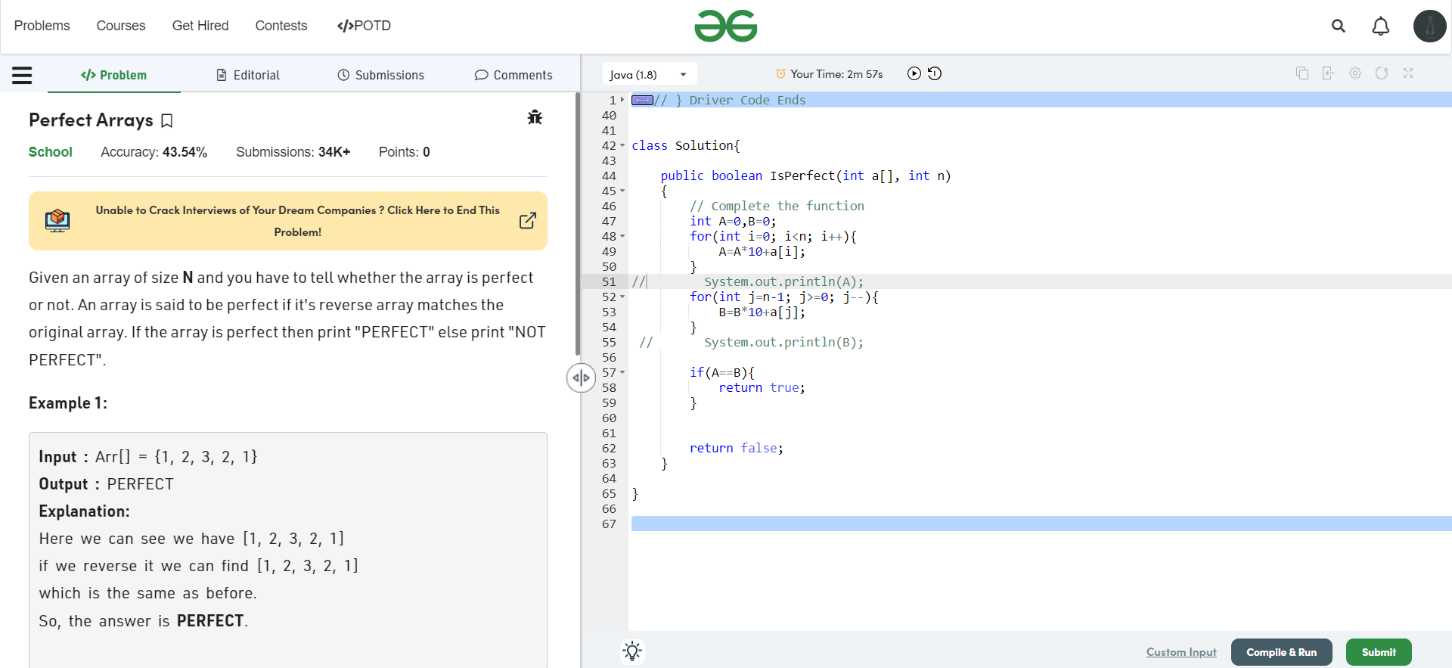 Problems Courses Get Hired Contests </>POTD
</> Problem Editorial Submissions Comments
Perfect Arrays
School Accuracy: 43.54% Submissions: 34K+ Points: 0
Unable to Crack Interviews of Your Dream Companies ? Click Here to End This
Problem!
Given an array of size N and you have to tell whether the array is perfect
or not. An array is said to be perfect if it's reverse array matches the
original array. If the array is perfect then print "PERFECT" else print "NOT
PERFECT".
Example 1:
Input : Arr[] = {1, 2, 3, 2, 1}
Output : PERFECT
Explanation:
Here we can see we have [1, 2, 3, 2, 1]
if we reverse it we can find [1, 2, 3, 2, 1]
which is the same as before.
So, the answer is PERFECT.
Java (1.8) Your Time: 2m 57s
1 // } Driver Code Ends
40
41
42 class Solution{
43
44 public boolean IsPerfect(int a[], int n)
45 {
46 // Complete the function
47 int A=0,B=0;
48 for(int i=0; i<n; i++){
49 A=A*10+a[i];
50 }
51 // System.out.println(A);
52 for(int j=n-1; j>=0; j--){
53 B=B*10+a[j];
54 }
55 // System.out.println(B);
56
57 if(A==B){
58 return true;
59 }
60
61
62 return false;
63 }
64
65 }
66
67
Custom Input Compile & Run Submit